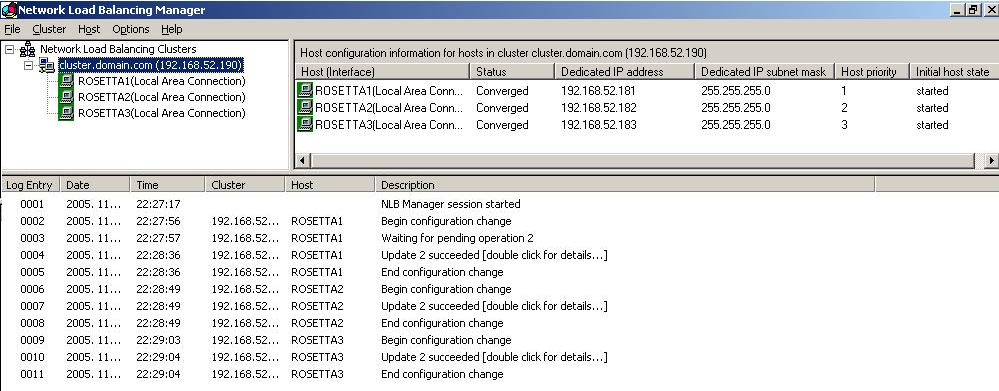 Network Load Balancing Manager
File Cluster Host Options Help
Network Load Balancing Clusters
cluster.domain.com (192.168.52.190)
ROSETTA1(Local Area Connection)
ROSETTA2(Local Area Connection)
ROSETTA3(Local Area Connection)
Host configuration information for hosts in cluster cluster.domain.com (192.168.52.190)
Host (Interface) Status Dedicated IP address Dedicated IP subnet mask Host priority Initial host state
ROSETTA1(Local Area Conn... Converged 192.168.52.181 255.255.255.0 1 started
ROSETTA2(Local Area Conn... Converged 192.168.52.182 255.255.255.0 2 started
ROSETTA3(Local Area Conn... Converged 192.168.52.183 255.255.255.0 3 started
Log Entry Date Time Cluster Host Description
0001 2005. 11... 22:27:17 NLB Manager session started
0002 2005. 11... 22:27:56 192.168.52... ROSETTA1 Begin configuration change
0003 2005. 11... 22:27:57 192.168.52... ROSETTA1 Waiting for pending operation 2
0004 2005. 11... 22:28:36 192.168.52... ROSETTA1 Update 2 succeeded [double click for details...]
0005 2005. 11... 22:28:36 192.168.52... ROSETTA1 End configuration change
0006 2005. 11... 22:28:49 192.168.52... ROSETTA2 Begin configuration change
0007 2005. 11... 22:28:49 192.168.52... ROSETTA2 Update 2 succeeded [double click for details...]
0008 2005. 11... 22:28:49 192.168.52... ROSETTA2 End configuration change
0009 2005. 11... 22:29:03 192.168.52... ROSETTA3 Begin configuration change
0010 2005. 11... 22:29:04 192.168.52... ROSETTA3 Update 2 succeeded [double click for details...]
0011 2005. 11... 22:29:04 192.168.52... ROSETTA3 End configuration change